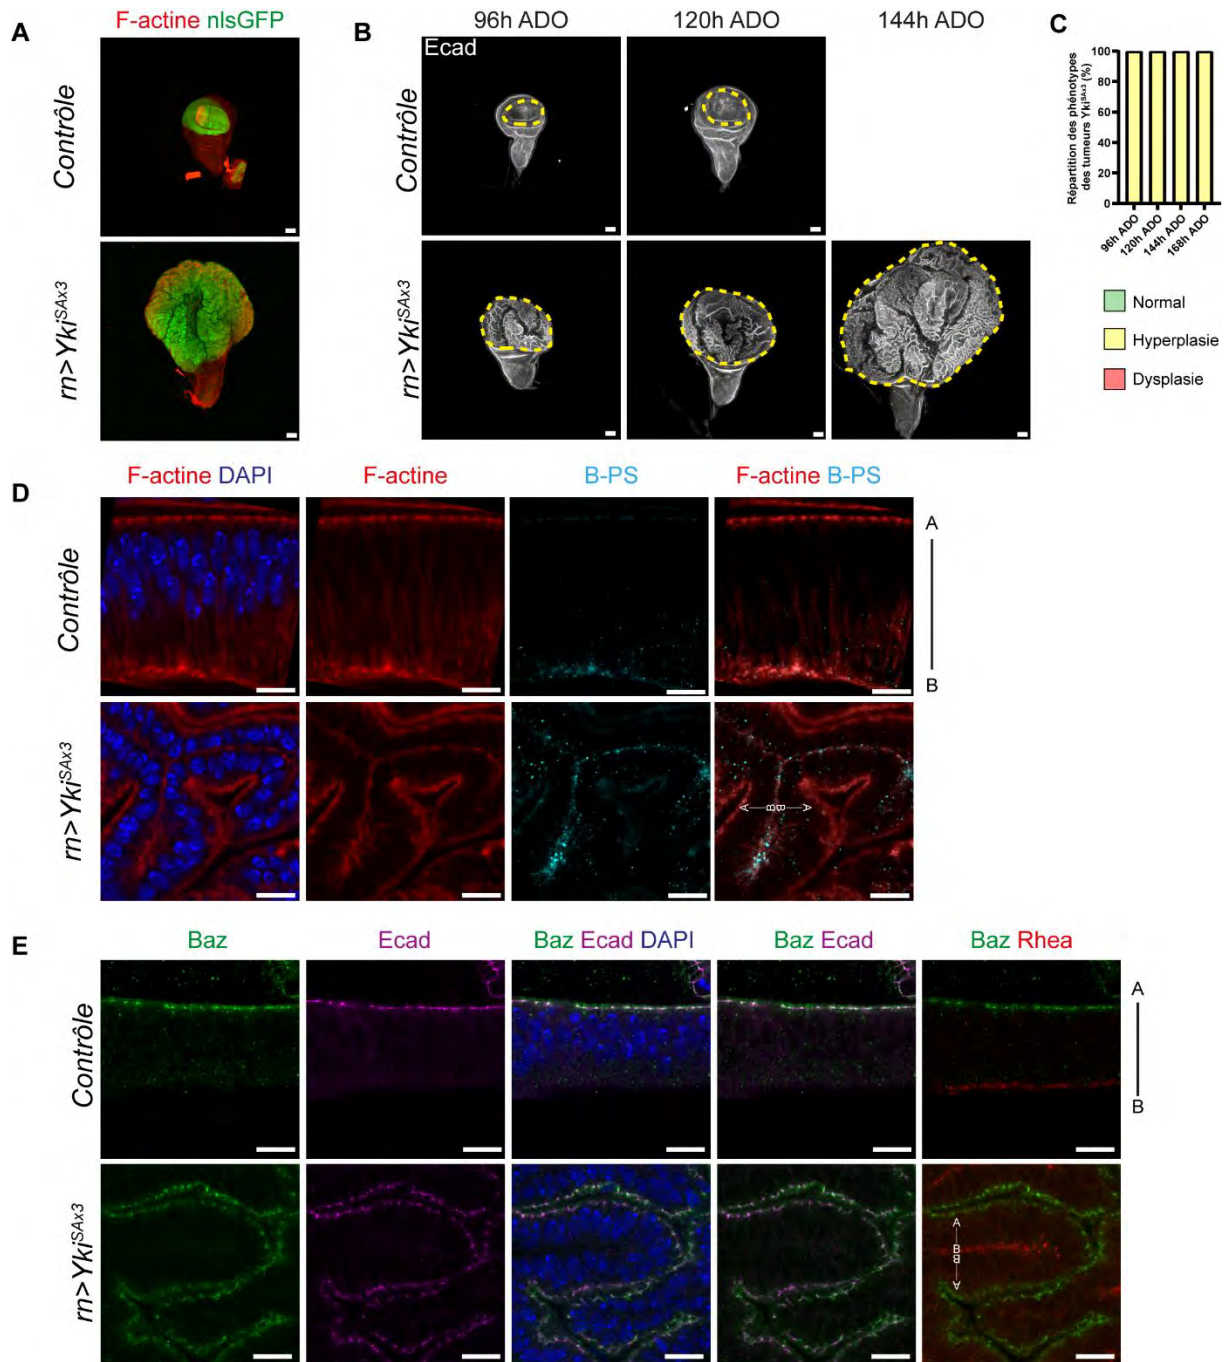 A
F-actine nlsGFP
Contrôle
rn>Yki^SAx3
B
96h ADO
120h ADO
144h ADO
Ecad
Contrôle
rn>Yki^SAx3
C
Répartition des phénotypes
des tumeurs Yki^SAx3 (%)
100
80
60
40
20
0
96h ADO
120h ADO
144h ADO
168h ADO
Normal
Hyperplasie
Dysplasie
D
F-actine DAPI
F-actine
B-PS
F-actine B-PS
Contrôle
A
B
rn>Yki^SAx3
A B B A
E
Baz
Ecad
Baz Ecad DAPI
Baz Ecad
Baz Rhea
Contrôle
A
B
rn>Yki^SAx3
A
B
B
A